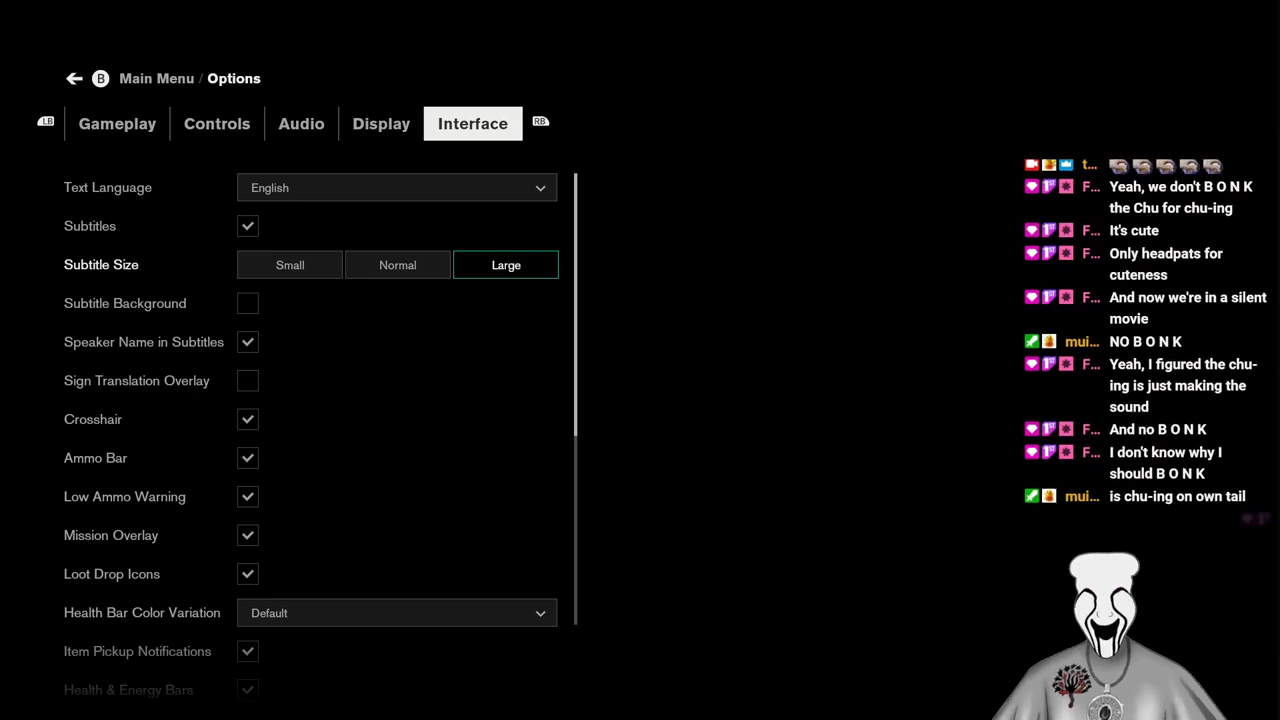 B Main Menu / Options
LB Gameplay Controls Audio Display Interface RB
Text Language English
Subtitles
Subtitle Size Small Normal Large
Subtitle Background
Speaker Name in Subtitles
Sign Translation Overlay
Crosshair
Ammo Bar
Low Ammo Warning
Mission Overlay
Loot Drop Icons
Health Bar Color Variation Default
Item Pickup Notifications
Health & Energy Bars
t...
F... Yeah, we don't B O N K
the Chu for chu-ing
F... It's cute
F... Only headpats for
cuteness
F... And now we're in a silent
movie
mui... NO B O N K
F... Yeah, I figured the chu-
ing is just making the
sound
F... And no B O N K
F... I don't know why I
should B O N K
mui... is chu-ing on own tail